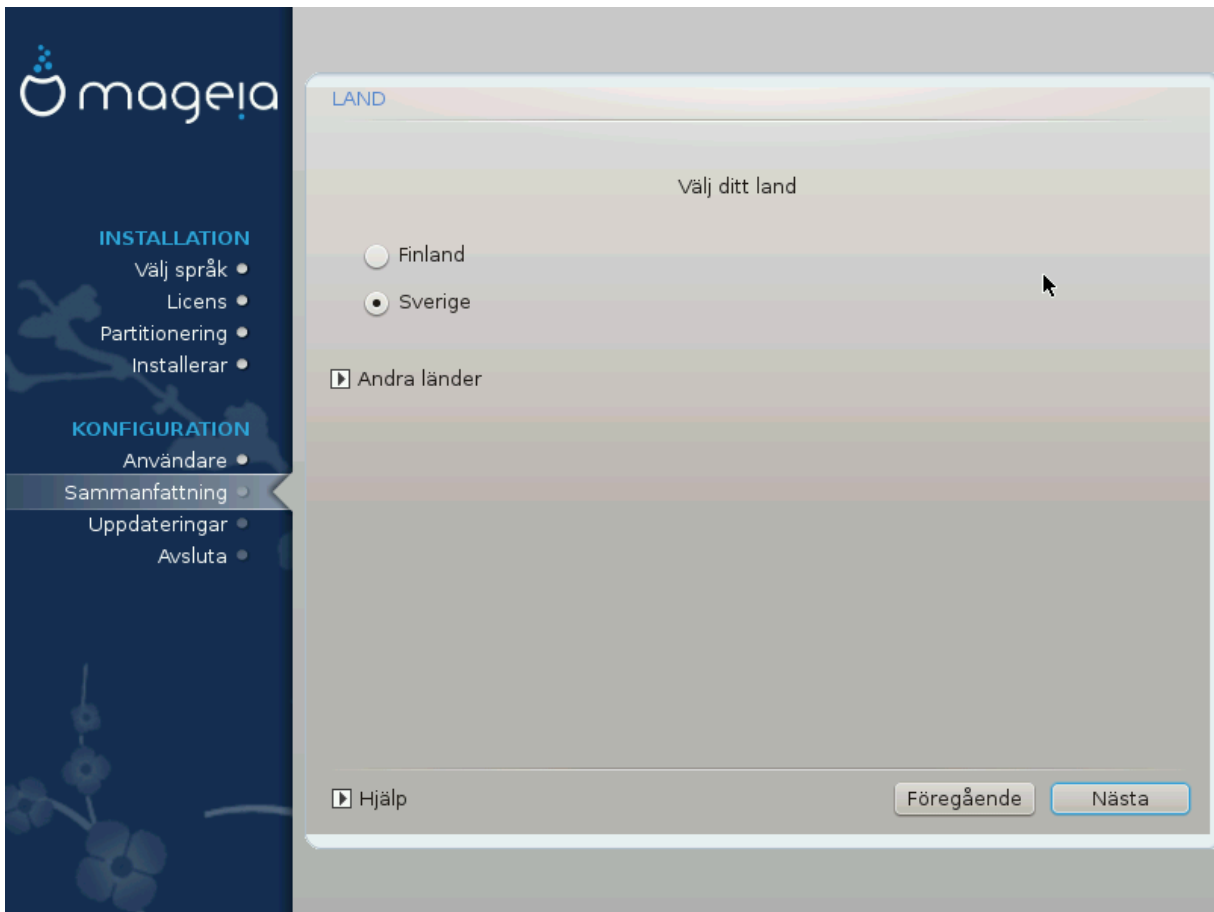 mageia
INSTALLATION
Välj språk
Licens
Partitionering
Installerar
KONFIGURATION
Användare
Sammanfattning
Uppdateringar
Avsluta
LAND
Välj ditt land
Finland
Sverige
Andra länder
Hjälp
Föregående
Nästa